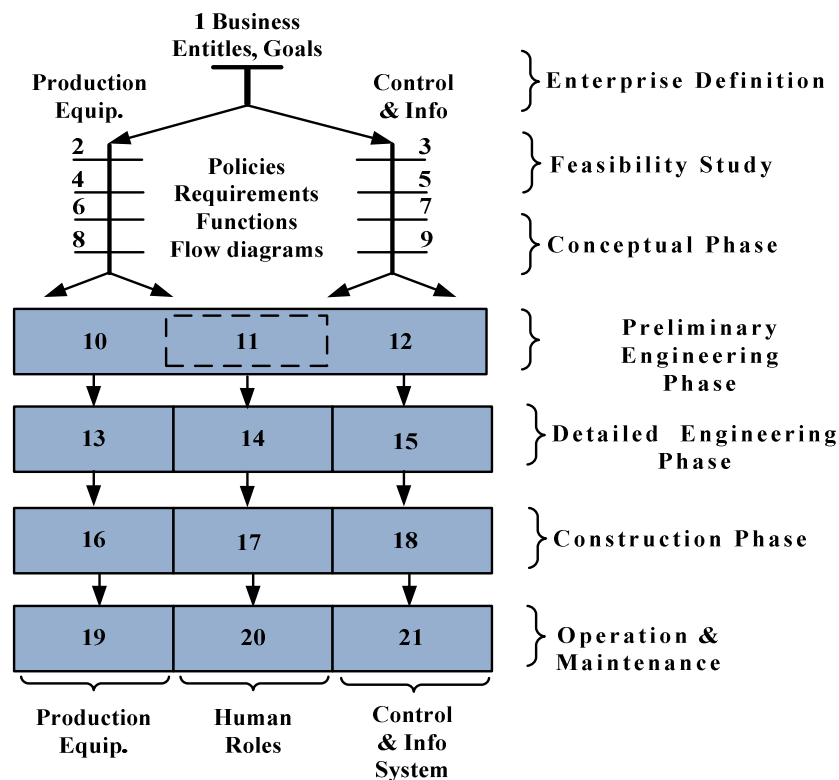 1 Business
Entitles, Goals
Production
Equip.
Control
& Info
Enterprise Definition
2
3
Policies
4
5
Requirements
Feasibility Study
6
7
Functions
8
9
Flow diagrams
Conceptual Phase
10
11
12
Preliminary
Engineering
Phase
13
14
15
Detailed Engineering
Phase
16
17
18
Construction Phase
19
20
21
Operation &
Maintenance
Production
Equip.
Human
Roles
Control
& Info
System